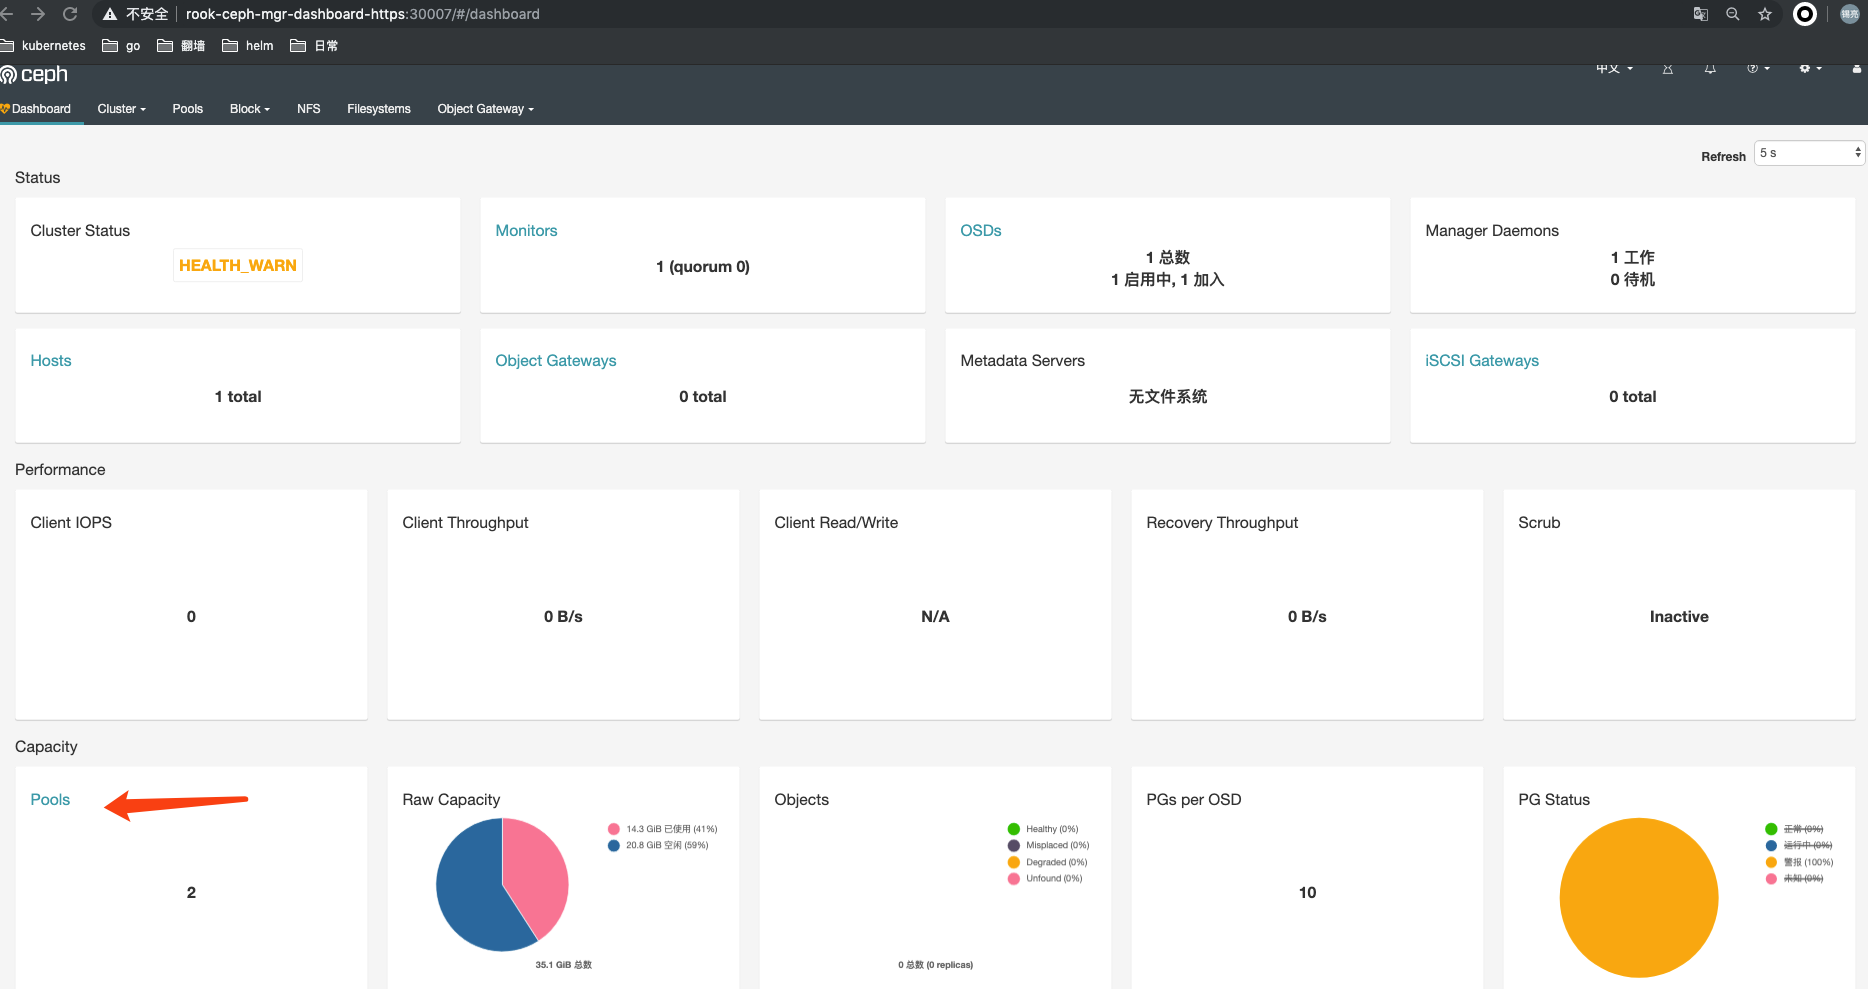 不安全 rook-ceph-mgr-dashboard-https:30007/#/dashboard
kubernetes go 翻墙 helm 日常
ceph 中文
Dashboard Cluster Pools Block NFS Filesystems Object Gateway
Refresh 5 s
Status
Cluster Status
HEALTH_WARN
Monitors
1 (quorum 0)
OSDs
1 总数
1 启用中, 1 加入
Manager Daemons
1 工作
0 待机
Hosts
1 total
Object Gateways
0 total
Metadata Servers
无文件系统
iSCSI Gateways
0 total
Performance
Client IOPS
0
Client Throughput
0 B/s
Client Read/Write
N/A
Recovery Throughput
0 B/s
Scrub
Inactive
Capacity
Pools
2
Raw Capacity
14.3 GiB 已使用 (41%)
20.8 GiB 空闲 (59%)
35.1 GiB 总数
Objects
Healthy (0%)
Misplaced (0%)
Degraded (0%)
Unfound (0%)
0 总数 (0 replicas)
PGs per OSD
10
PG Status
正常 (0%)
运行中 (0%)
警报 (100%)
未知 (0%)